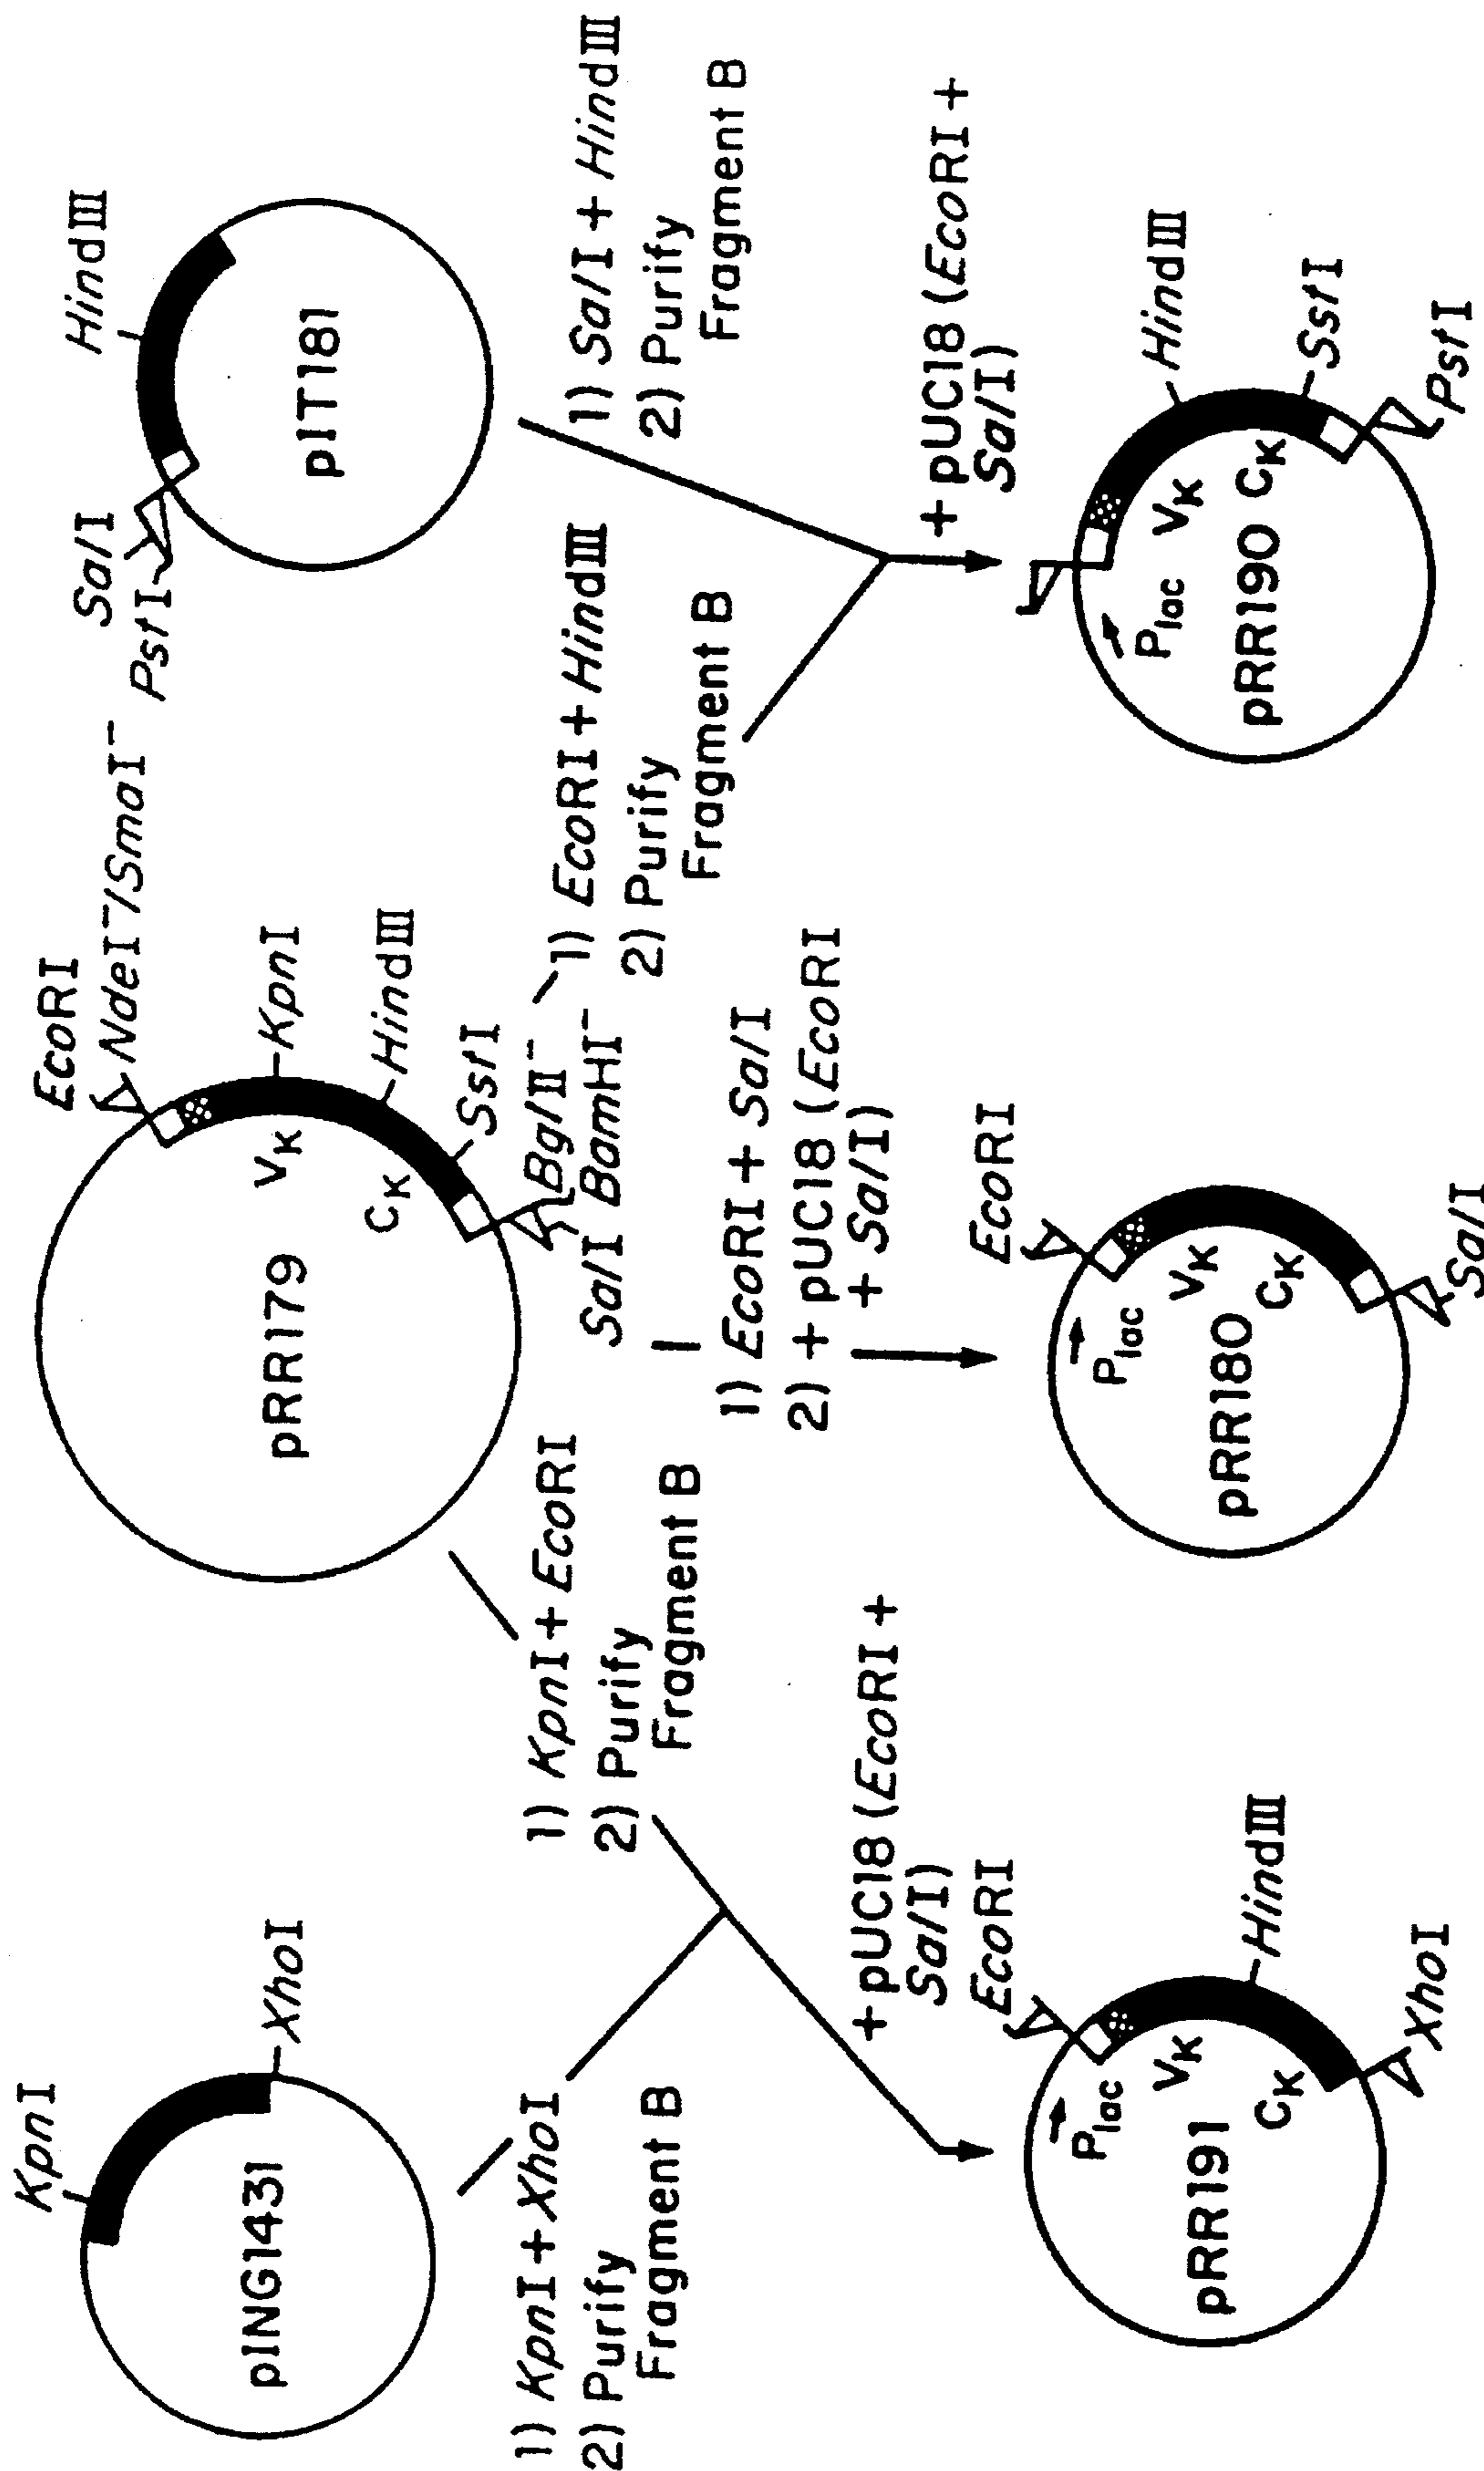 KpnI
XhoI
pING1431
1) KpnI + XhoI
2) Purify
Fragment B
EcoRI
NdeI⁻/SmaI⁻
KpnI
HindIII
SstI
BglII⁻
SalI BamHI⁻
VK
CK
pRR179
1) KpnI + EcoRI
2) Purify
Fragment B
1) EcoRI + SalI
2) + pUC18 (EcoRI
+ SalI)
1) EcoRI + HindIII
2) Purify
Fragment B
SalI
PstI
HindIII
pIT181
1) SalI + HindIII
2) Purify
Fragment B
+ pUC18 (EcoRI +
SalI)
EcoRI
HindIII
XhoI
Plac
VK
CK
pRR191
EcoRI
SalI
Plac
VK
CK
pRR180
+ pUC18 (EcoRI +
SalI)
HindIII
SstI
PstI
Plac
VK
CK
pRR190